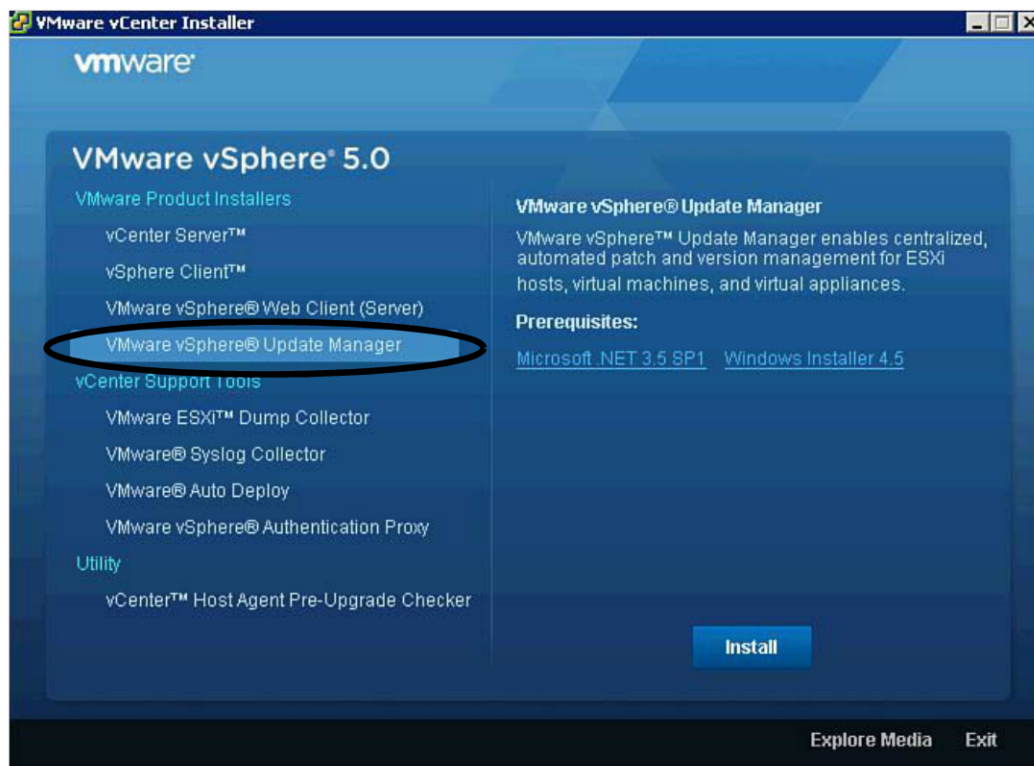 VMware vCenter Installer
vmware
VMware vSphere® 5.0
VMware Product Installers
vCenter Server™
vSphere Client™
VMware vSphere® Web Client (Server)
VMware vSphere® Update Manager
vCenter Support Tools
VMware ESXi™ Dump Collector
VMware® Syslog Collector
VMware® Auto Deploy
VMware vSphere® Authentication Proxy
Utility
vCenter™ Host Agent Pre-Upgrade Checker
VMware vSphere® Update Manager
VMware vSphere™ Update Manager enables centralized,
automated patch and version management for ESXi
hosts, virtual machines, and virtual appliances.
Prerequisites:
Microsoft .NET 3.5 SP1 Windows Installer 4.5
Install
Explore Media Exit